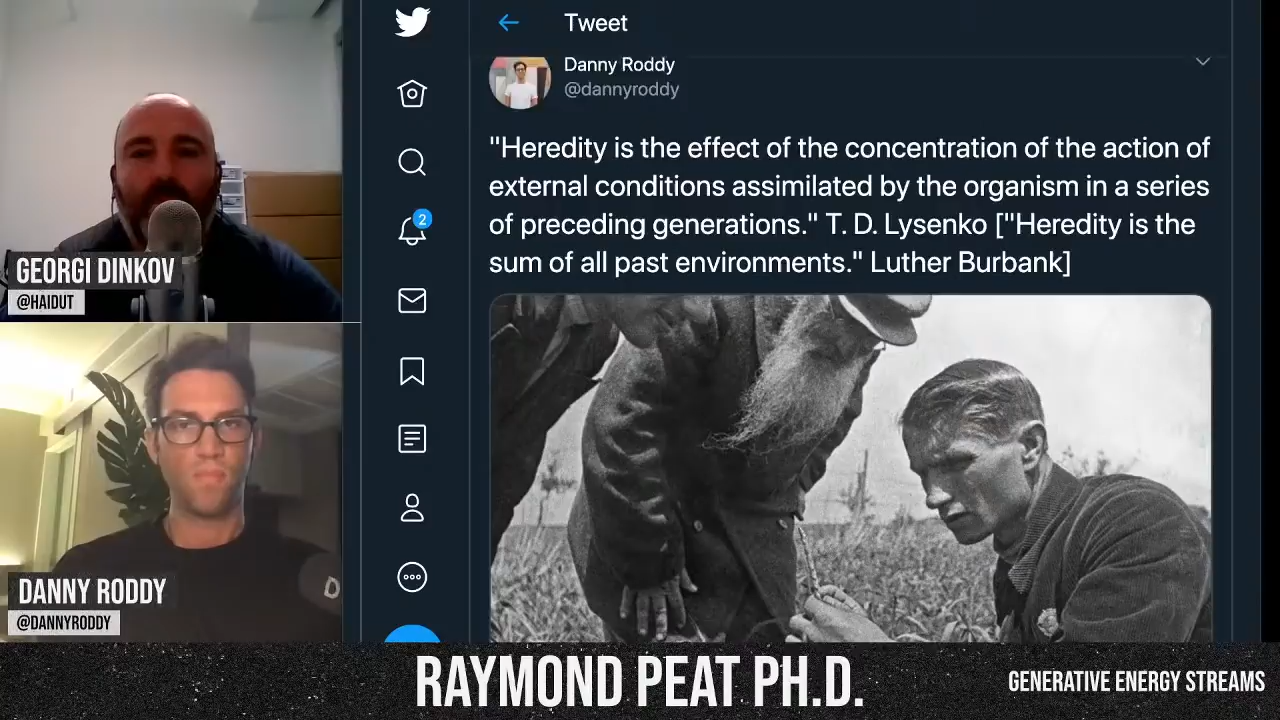 Tweet
Danny Roddy
@dannyroddy
"Heredity is the effect of the concentration of the action of
external conditions assimilated by the organism in a series
of preceding generations." T. D. Lysenko ["Heredity is the
sum of all past environments." Luther Burbank]
2
GEORGI DINKOV
@HAIDUT
DANNY RODDY
@DANNYRODDY
D
RAYMOND PEAT PH.D.
GENERATIVE ENERGY STREAMS